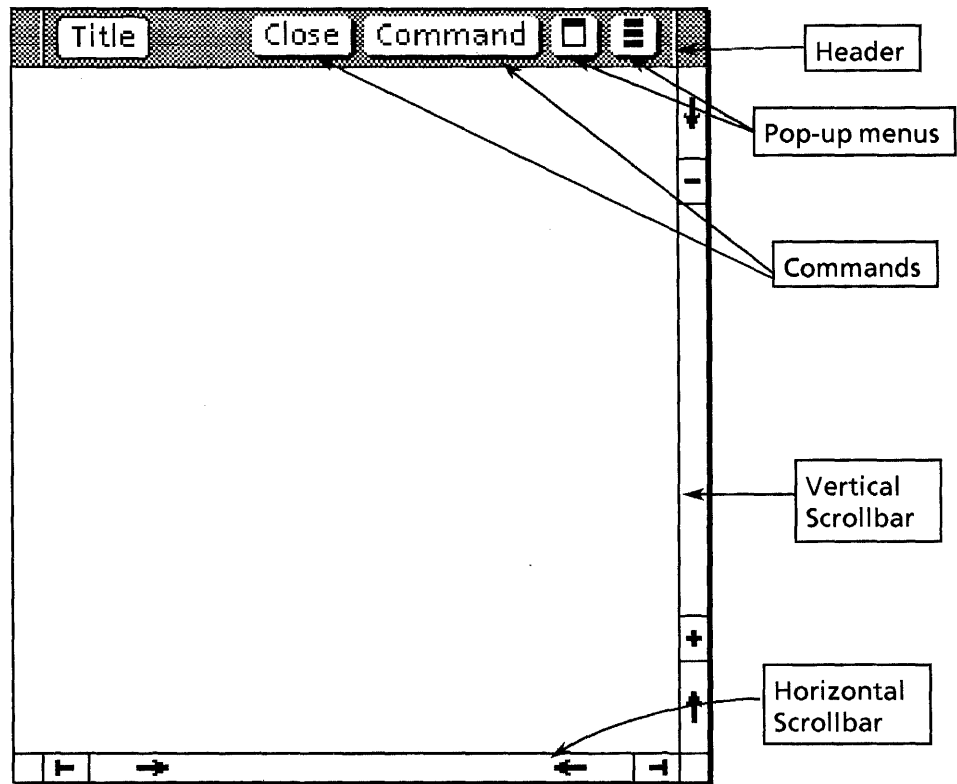 Title Close Command
Header
Pop-up menus
-
Commands
Vertical
Scrollbar
+
Horizontal
Scrollbar